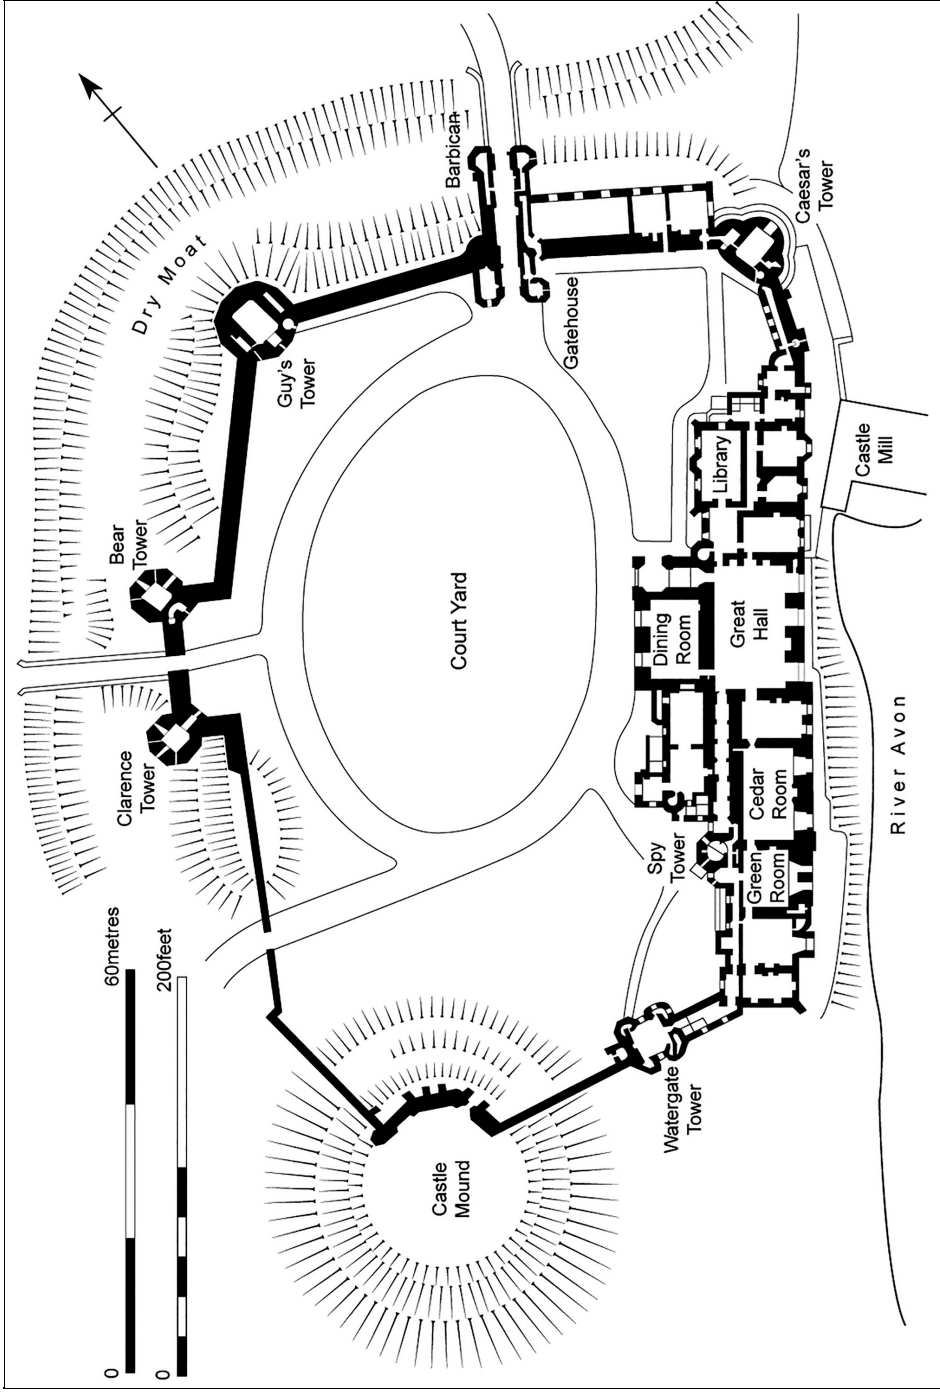 Barbican
Caesar's
Tower
Dry Moat
Gatehouse
Guy's
Tower
Library
Castle
Mill
Bear
Tower
Court Yard
Dining
Room
Great
Hall
Clarence
Tower
Cedar
Room
River Avon
Spy
Tower
Green
Room
60metres
200feet
Watergate
Tower
Castle
Mound
0
0